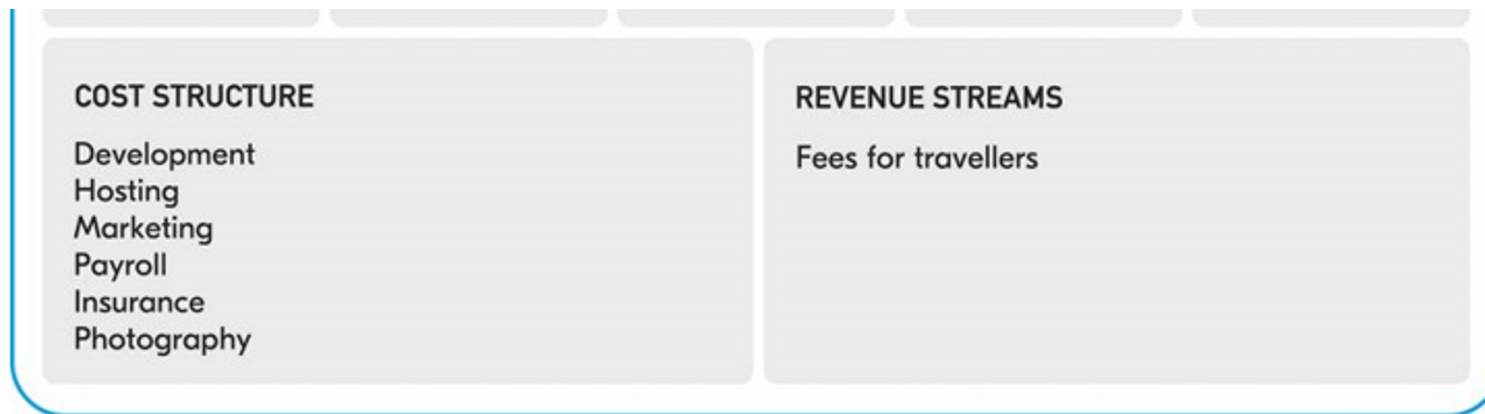 COST STRUCTURE
Development
Hosting
Marketing
Payroll
Insurance
Photography
REVENUE STREAMS
Fees for travellers